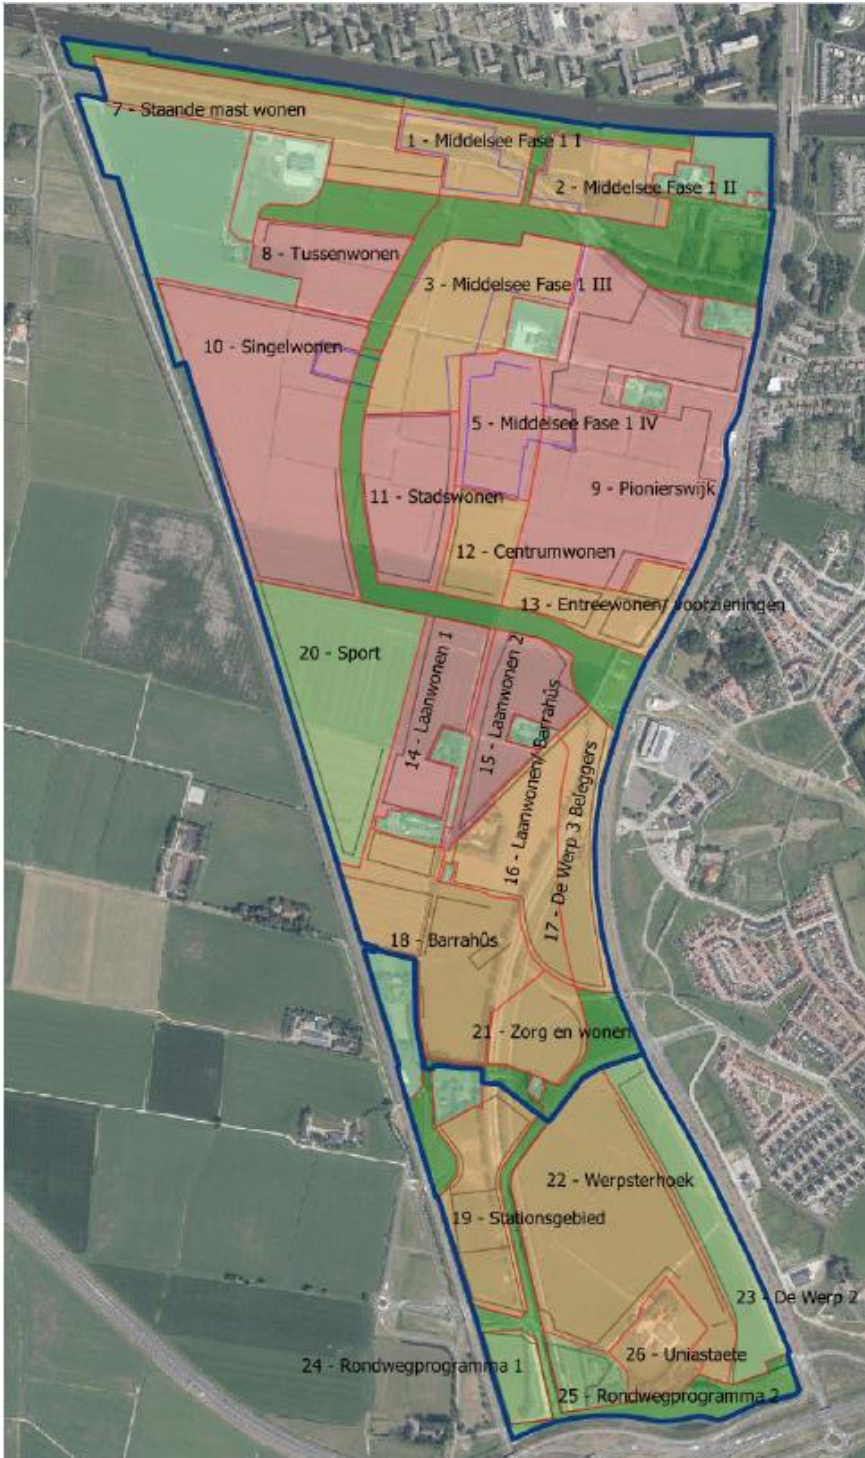 7 - Staande mast wonen
1 - Middelsee Fase 1 I
2 - Middelsee Fase 1 II
8 - Tussenwonen
3 - Middelsee Fase 1 III
10 - Singelwonen
5 - Middelsee Fase 1 IV
9 - Pionierswijk
11 - Stadswonen
12 - Centrumwonen
13 - Entreewonen/ voorzieningen
20 - Sport
14 - Laanwonen 1
15 - Laanwonen 2
16 - Laanwonen/ Barrahûs
17 - De Werp 3 Beleggers
18 - Barrahûs
21 - Zorg en wonen
22 - Werpsterhoek
19 - Stationsgebied
23 - De Werp 2
26 - Uniastaete
24 - Rondwegprogramma 1
25 - Rondwegprogramma 2